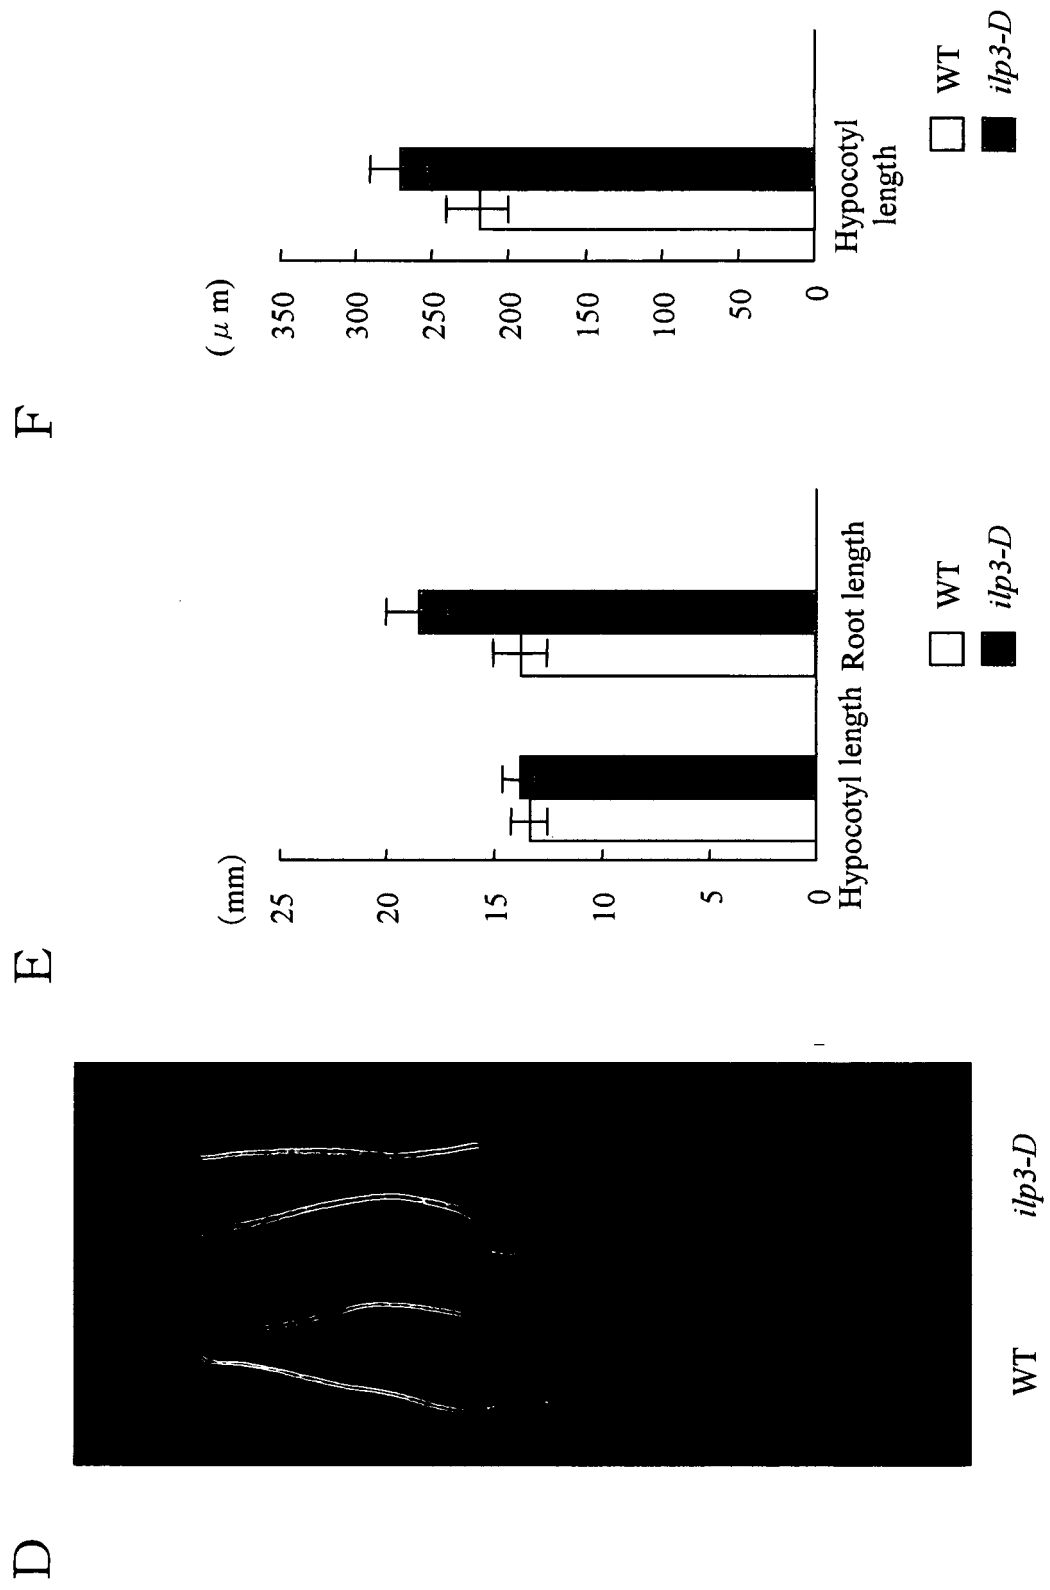 D
WT
ilp3-D
E
(mm)
25
20
15
10
5
0
Hypocotyl length Root length
WT
ilp3-D
F
(μm)
350
300
250
200
150
100
50
0
Hypocotyl
length
WT
ilp3-D